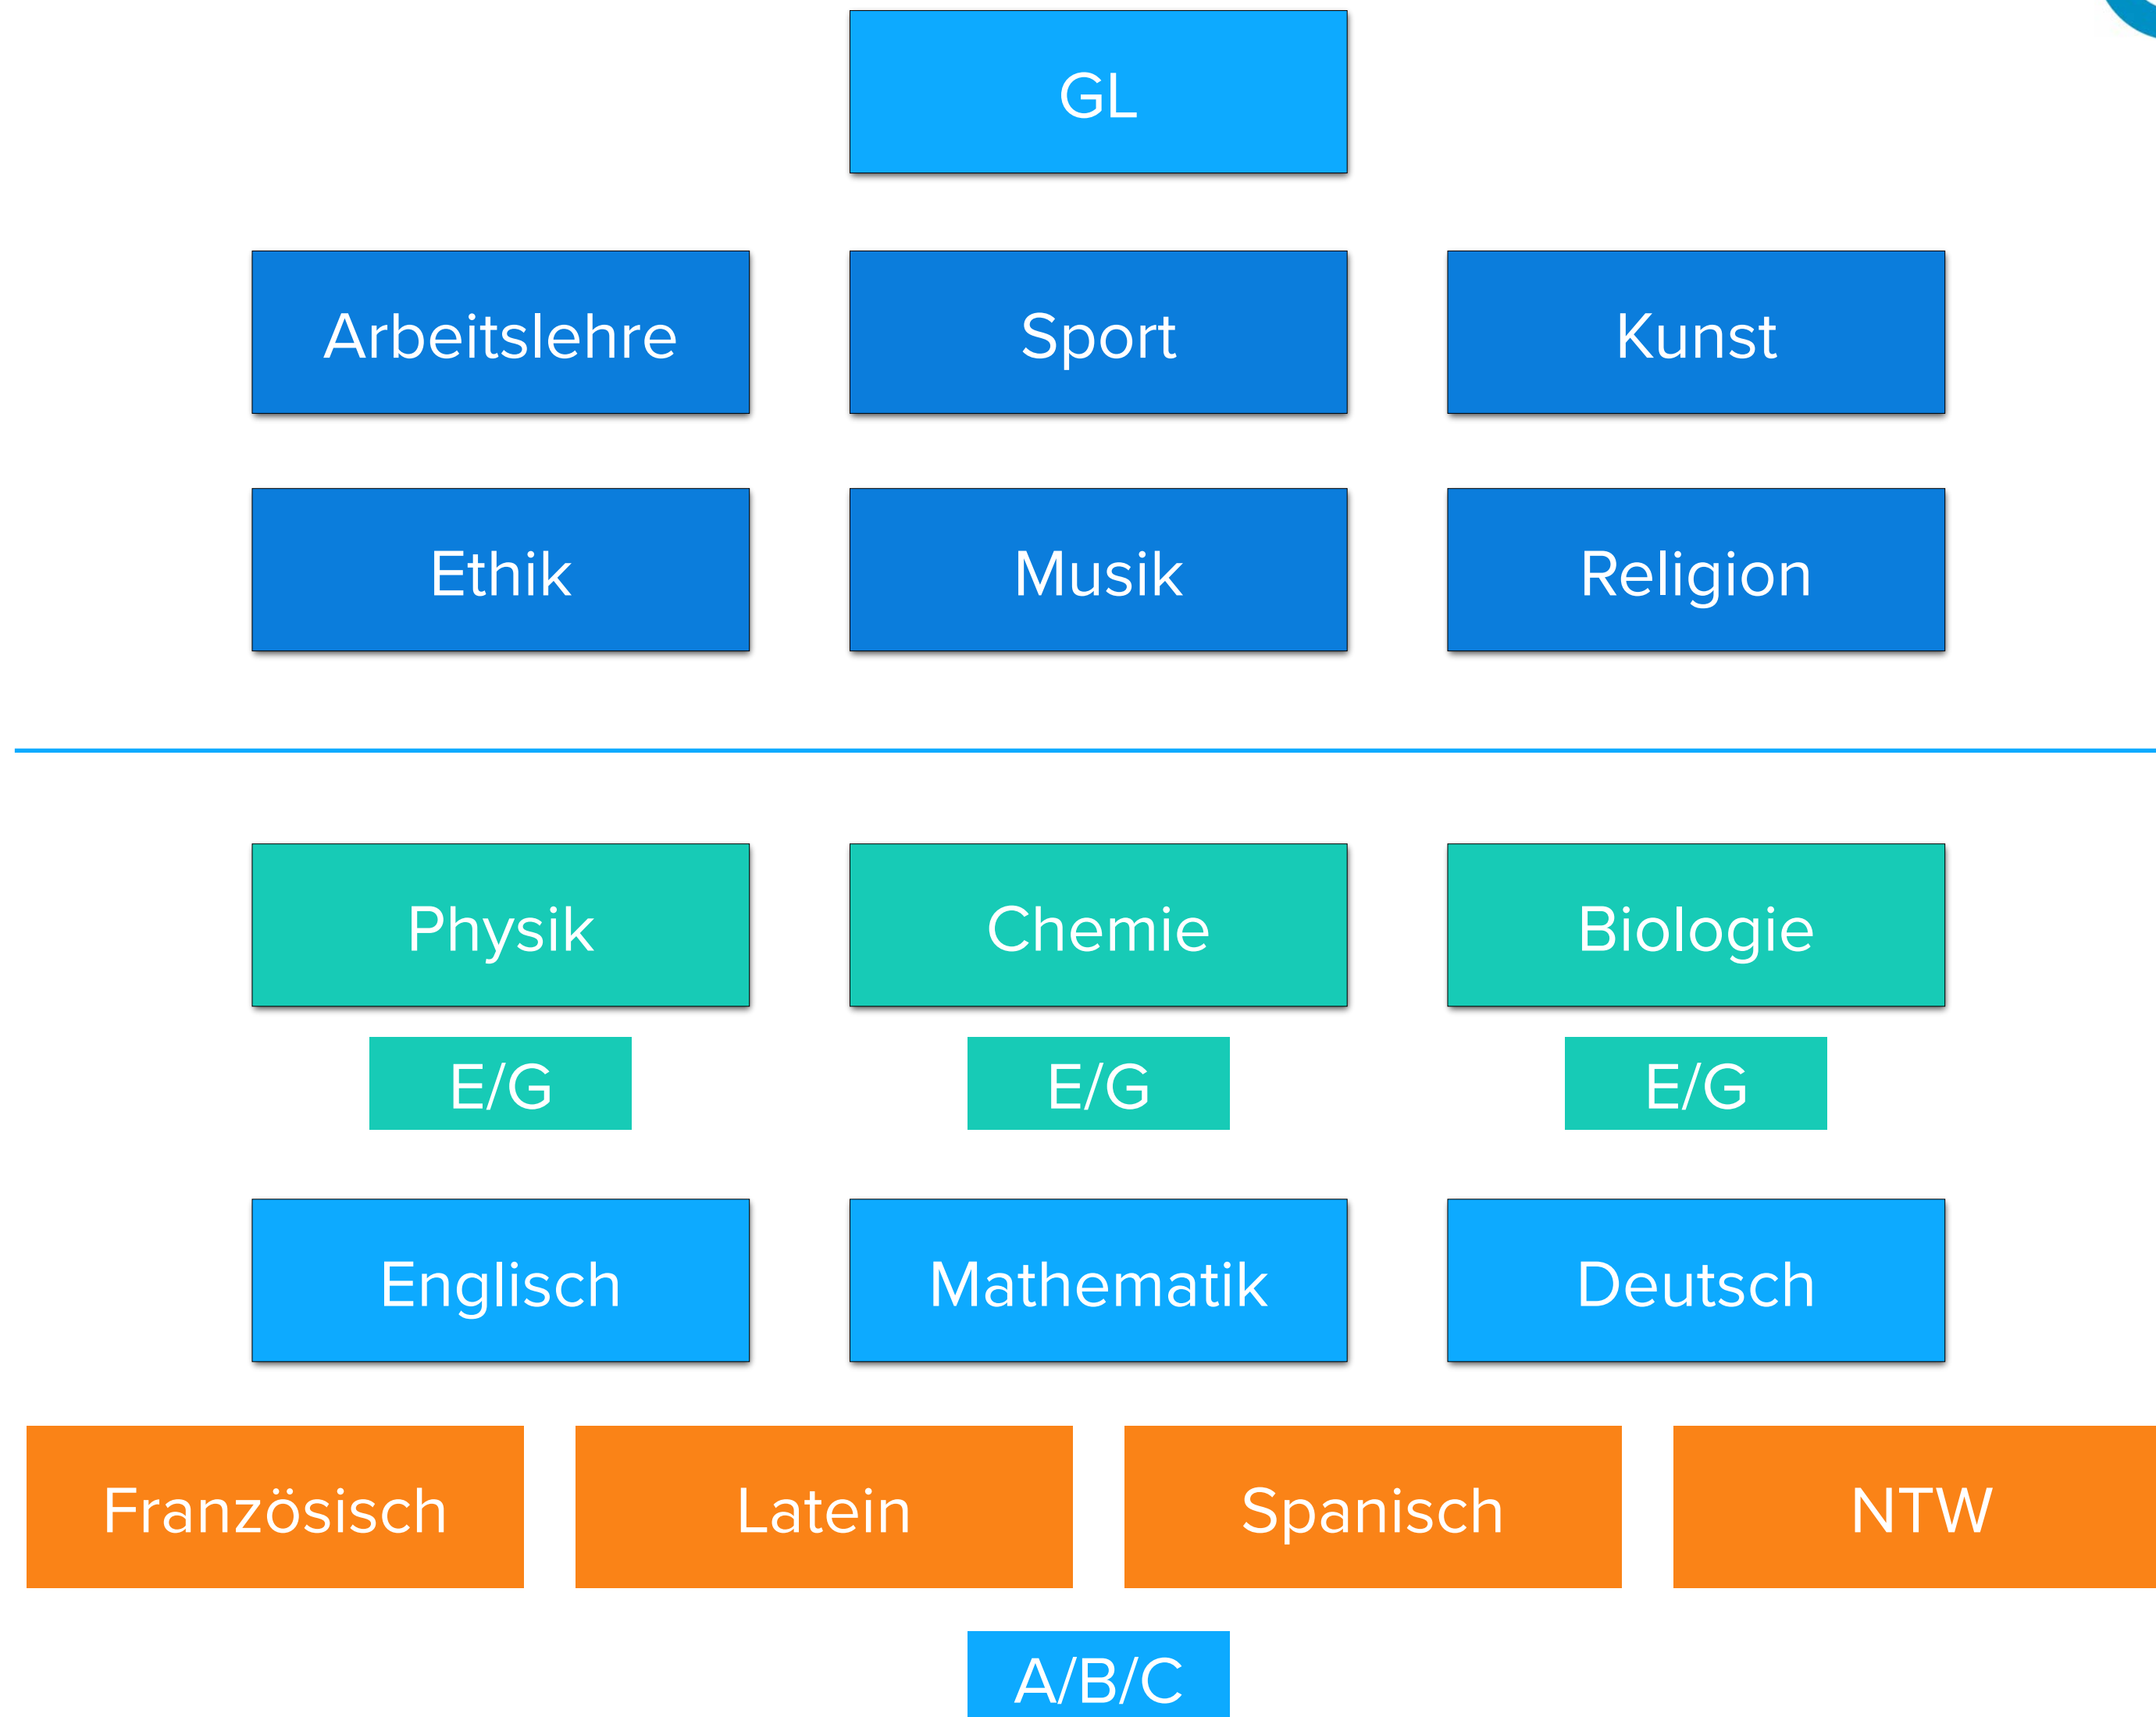 GL
Arbeitslehre
Sport
Kunst
Ethik
Musik
Religion
Physik
Chemie
Biologie
E/G
E/G
E/G
Englisch
Mathematik
Deutsch
Französisch
Latein
Spanisch
NTW
A/B/C